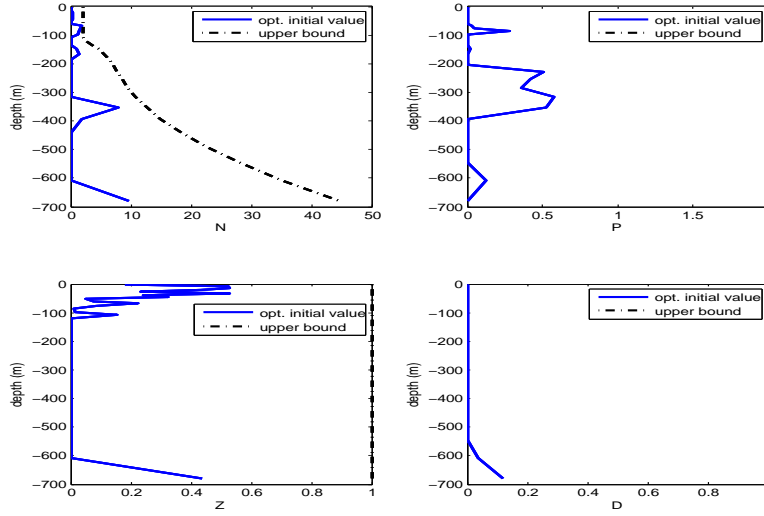 0
−100
−200
−300
−400
−500
−600
−700
0 10 20 30 40 50
N
depth (m)
opt. initial value
upper bound
0
−100
−200
−300
−400
−500
−600
−700
0 0.5 1 1.5
P
depth (m)
opt. initial value
upper bound
0
−100
−200
−300
−400
−500
−600
−700
0 0.2 0.4 0.6 0.8 1
Z
depth (m)
opt. initial value
upper bound
0
−100
−200
−300
−400
−500
−600
−700
0 0.2 0.4 0.6 0.8
D
depth (m)
opt. initial value
upper bound